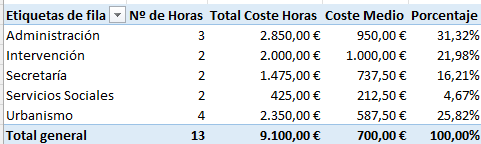 Etiquetas de fila Nº de Horas Total Coste Horas Coste Medio Porcentaje
Administración 3 2.850,00 € 950,00 € 31,32%
Intervención 2 2.000,00 € 1.000,00 € 21,98%
Secretaría 2 1.475,00 € 737,50 € 16,21%
Servicios Sociales 2 425,00 € 212,50 € 4,67%
Urbanismo 4 2.350,00 € 587,50 € 25,82%
Total general 13 9.100,00 € 700,00 € 100,00%